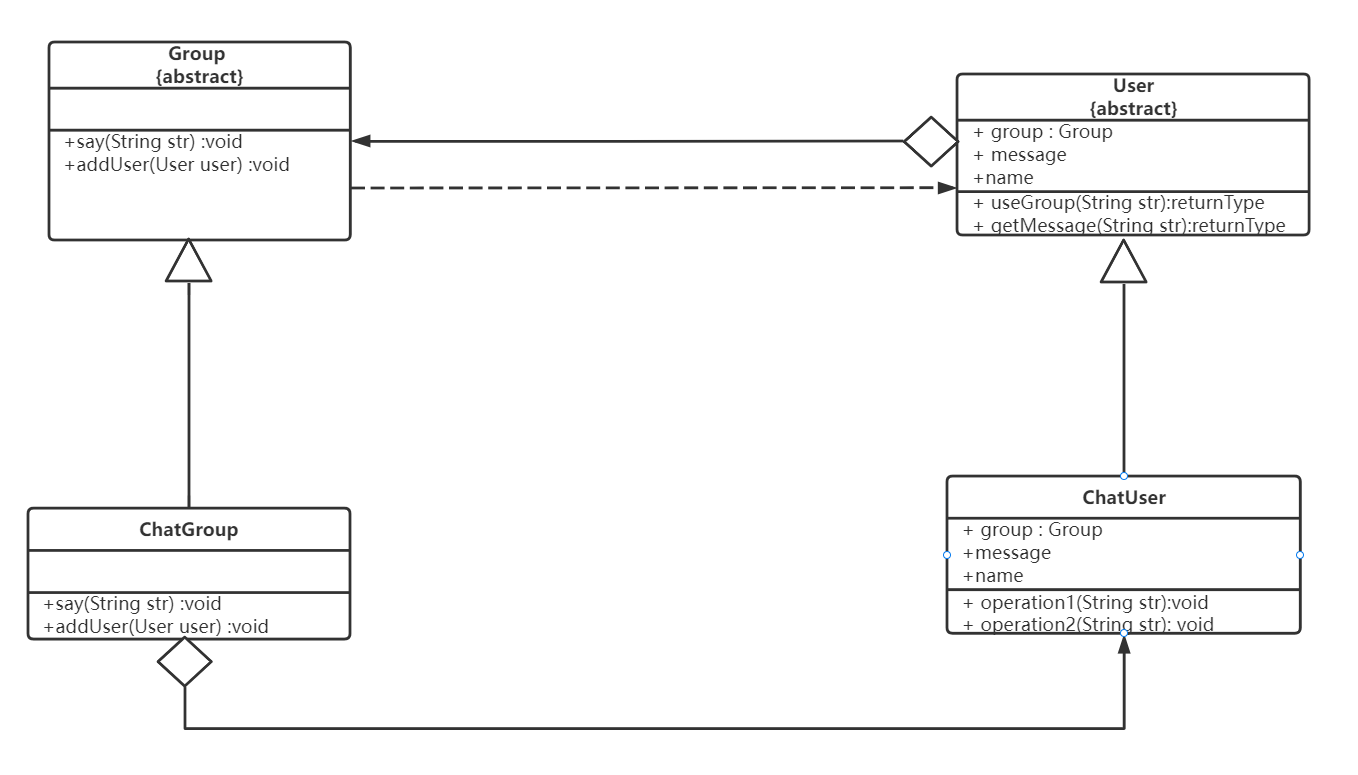 Group
{abstract}
+say(String str) :void
+addUser(User user) :void
User
{abstract}
+ group : Group
+ message
+name
+ useGroup(String str):returnType
+ getMessage(String str):returnType
ChatGroup
+say(String str) :void
+addUser(User user) :void
ChatUser
+ group : Group
+message
+name
+ operation1(String str):void
+ operation2(String str): void